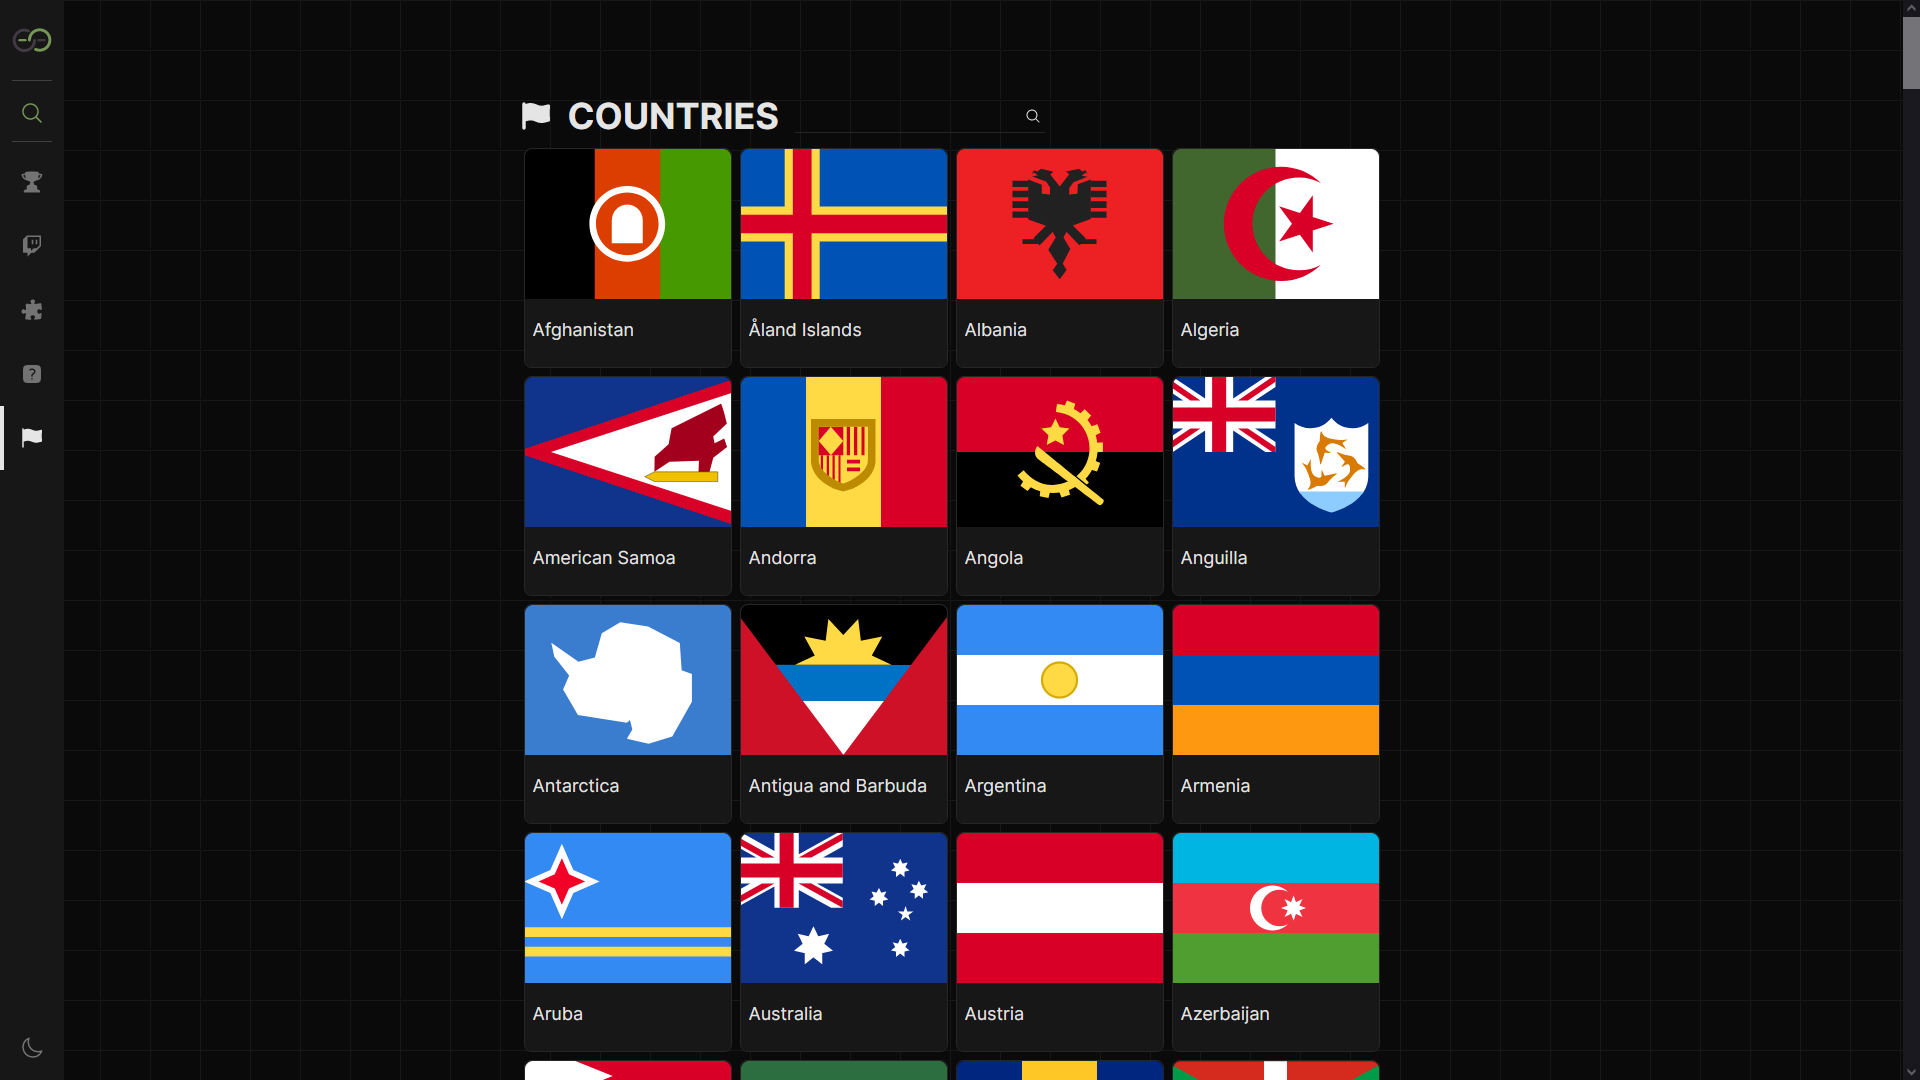 COUNTRIES
Afghanistan
Åland Islands
Albania
Algeria
American Samoa
Andorra
Angola
Anguilla
Antarctica
Antigua and Barbuda
Argentina
Armenia
Aruba
Australia
Austria
Azerbaijan